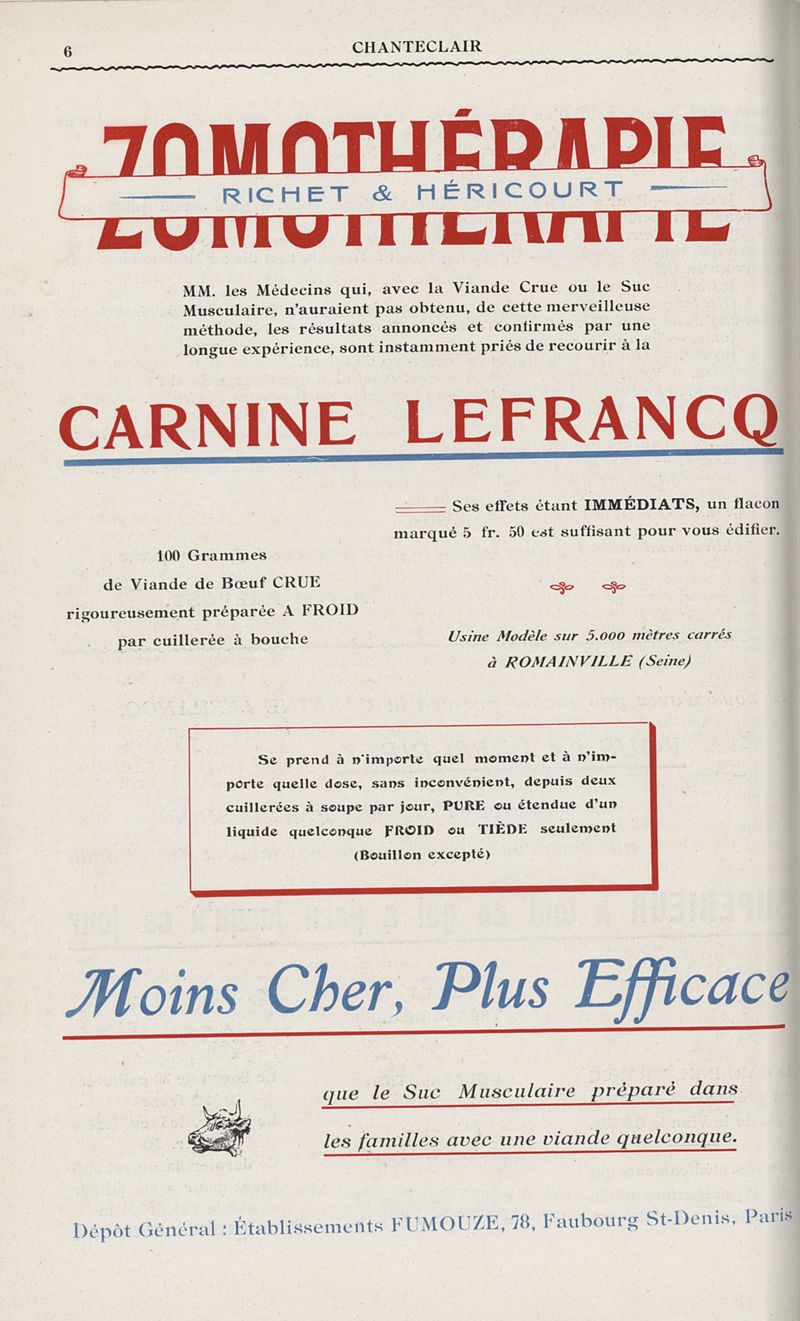 6
CHANTECLAIR
ZOMOTHÉRAPIE
RICHET & HÉRICOURT
MM. les Médecins qui, avec la Viande Crue ou le Suc
Musculaire, n'auraient pas obtenu, de cette merveilleuse
méthode, les résultats annoncés et confirmés par une
longue expérience, sont instamment priés de recourir à la
CARNINE LEFRANCQ
Ses effets étant IMMÉDIATS, un flacon
marqué 5 fr. 50 est suffisant pour vous édifier.
100 Grammes
de Viande de Bœuf CRUE
rigoureusement préparée A FROID
par cuillerée à bouche
Usine Modèle sur 5.000 mètres carrés
à ROMAINVILLE (Seine)
Se prend à n'importe quel moment et à n'im-
porte quelle dose, sans inconvénient, depuis deux
cuillerées à soupe par jour, PURE ou étendue d'un
liquide quelconque FROID ou TIÈDE seulement
(Bouillon excepté)
Moins Cher, Plus Efficace
que le Suc Musculaire préparé dans
les familles avec une viande quelconque.
Dépôt Général : Établissements FUMOUZE, 78, Faubourg St-Denis, Paris